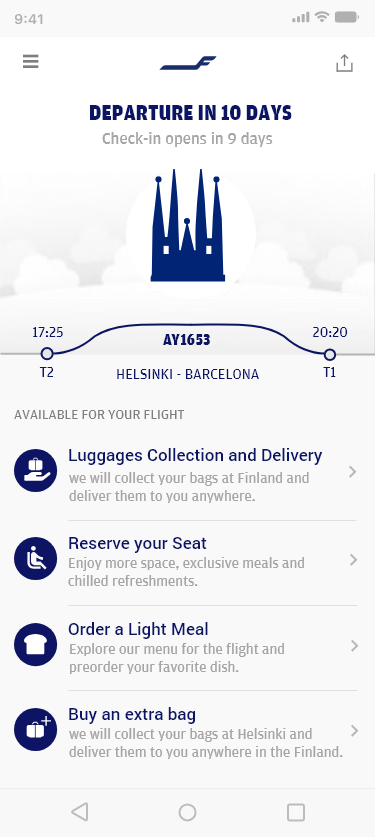 9:41
DEPARTURE IN 10 DAYS
Check-in opens in 9 days
17:25
20:20
AY1653
T2
HELSINKI - BARCELONA
T1
AVAILABLE FOR YOUR FLIGHT
Luggages Collection and Delivery
we will collect your bags at Finland and
deliver them to you anywhere.
Reserve your Seat
Enjoy more space, exclusive meals and
chilled refreshments.
Order a Light Meal
Explore our menu for the flight and
preorder your favorite dish.
Buy an extra bag
we will collect your bags at Helsinki and
deliver them to you anywhere in the Finland.